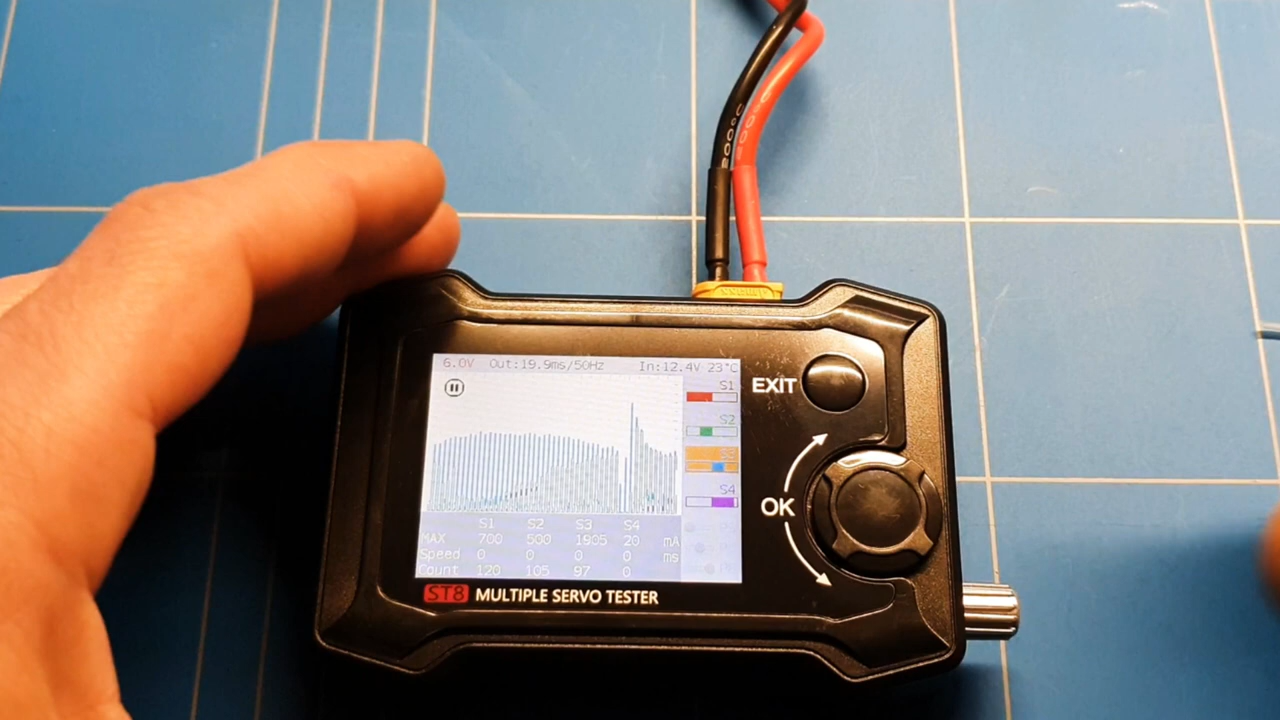 200°C
200°C
6.0V Out:19.9ms/50Hz In:12.4V 23°C
S1
S2
S3
S4
EXIT
OK
S1 S2 S3 S4
MAX 700 500 1905 20 mA
Speed 0 0 0 0 ms
Count 120 105 97 0
ST8 MULTIPLE SERVO TESTER